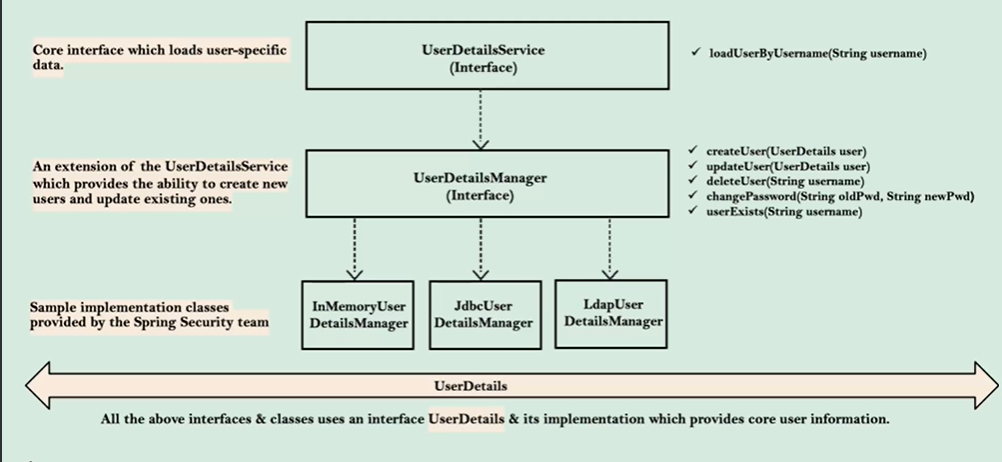 Core interface which loads user-specific
data.
UserDetailsService
(Interface)
✓ loadUserByUsername(String username)
An extension of the UserDetailsService
which provides the ability to create new
users and update existing ones.
UserDetailsManager
(Interface)
✓ createUser(UserDetails user)
✓ updateUser(UserDetails user)
✓ deleteUser(String username)
✓ changePassword(String oldPwd, String newPwd)
✓ userExists(String username)
Sample implementation classes
provided by the Spring Security team
InMemoryUser
DetailsManager
JdbcUser
DetailsManager
LdapUser
DetailsManager
UserDetails
All the above interfaces & classes uses an interface UserDetails & its implementation which provides core user information.